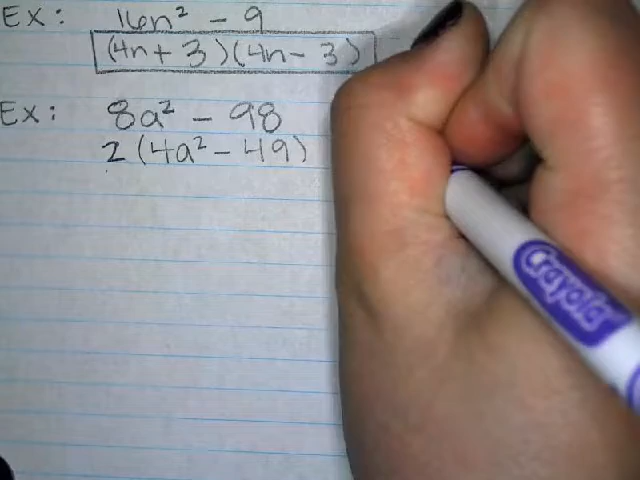 Ex: 16n² - 9
(4n + 3)(4n - 3)
Ex: 8a² - 98
2 (4a² - 49)
Crayola